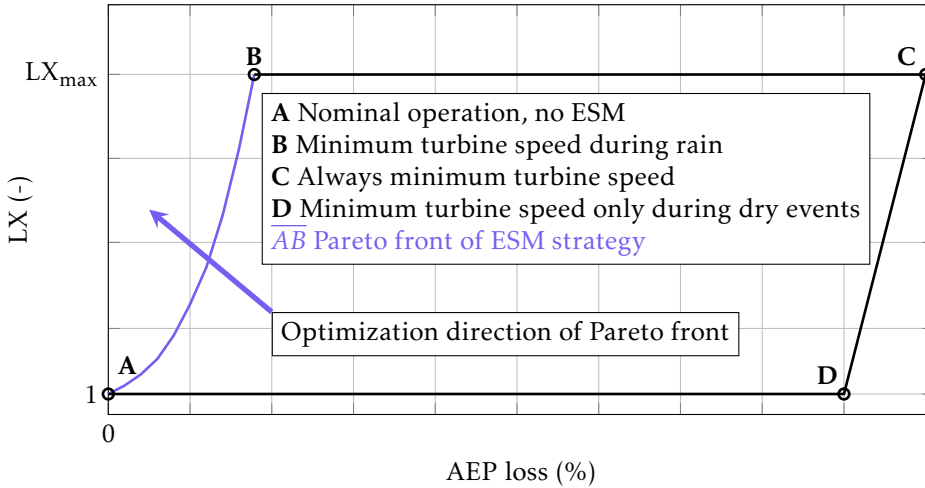 B
C
LXmax
A Nominal operation, no ESM
B Minimum turbine speed during rain
C Always minimum turbine speed
D Minimum turbine speed only during dry events
AB Pareto front of ESM strategy
LX (-)
Optimization direction of Pareto front
A
D
1
0
AEP loss (%)